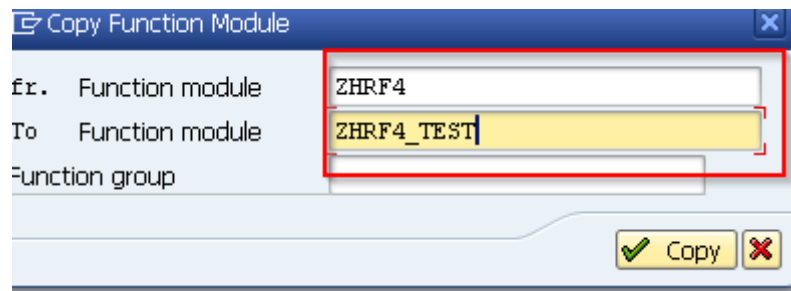 Copy Function Module
fr. Function module ZHRF4
To Function module ZHRF4_TEST
Function group
Copy